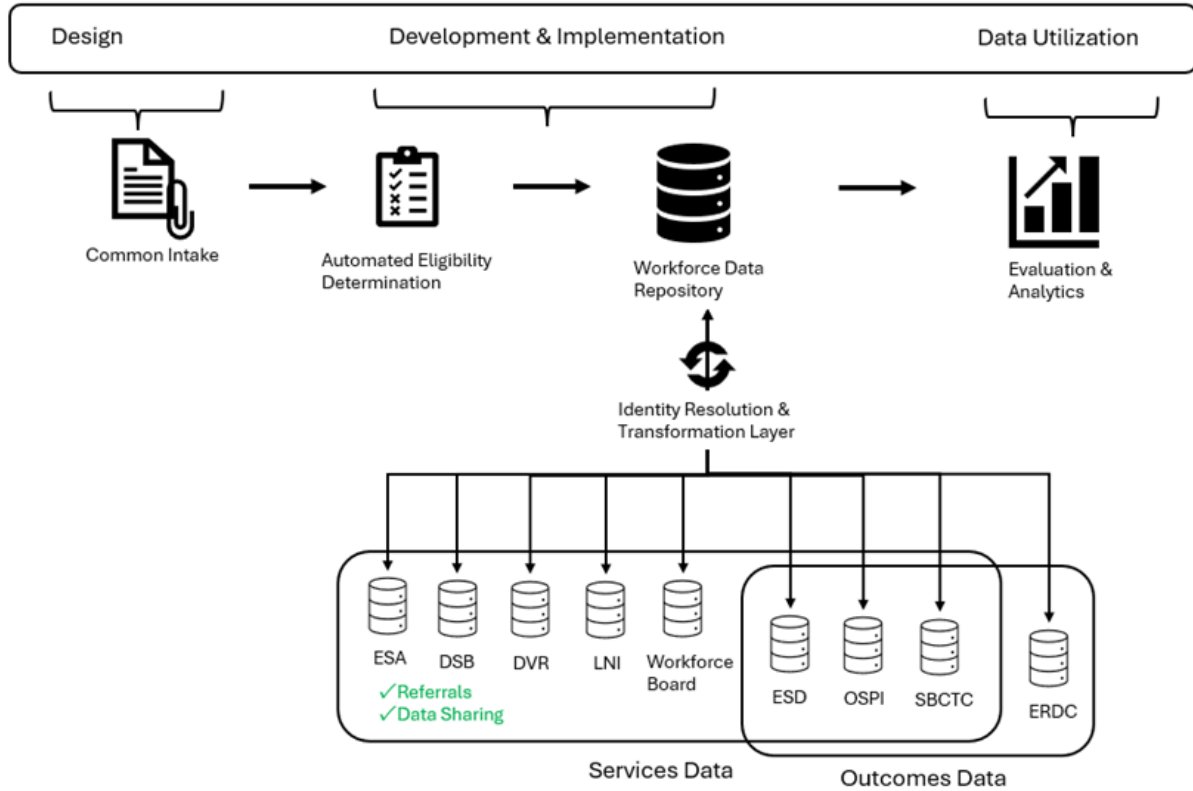 Design
Development & Implementation
Data Utilization
Common Intake
Automated Eligibility
Determination
Workforce Data
Repository
Evaluation &
Analytics
Identity Resolution &
Transformation Layer
ESA
DSB
DVR
LNI
Workforce
Board
ESD
OSPI
SBCTC
ERDC
✓Referrals
✓Data Sharing
Services Data
Outcomes Data